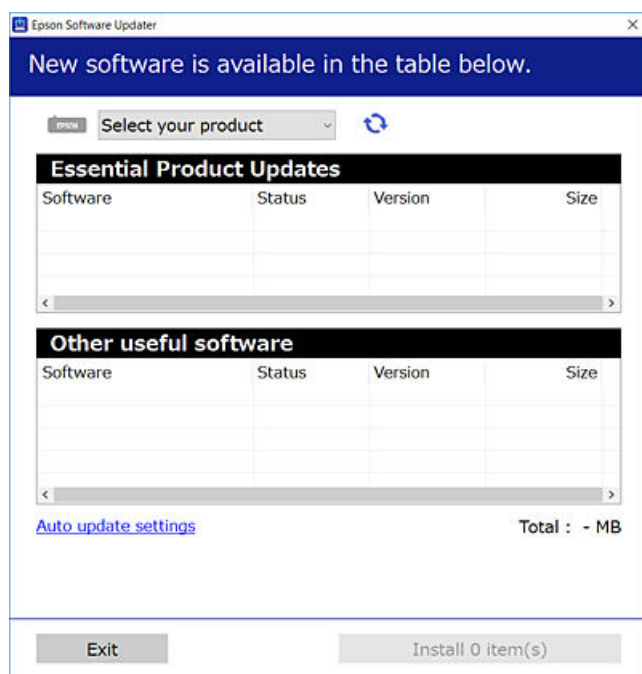 Epson Software Updater
New software is available in the table below.
EPSON Select your product
Essential Product Updates
Software Status Version Size
Other useful software
Software Status Version Size
Auto update settings Total : - MB
Exit Install 0 item(s)